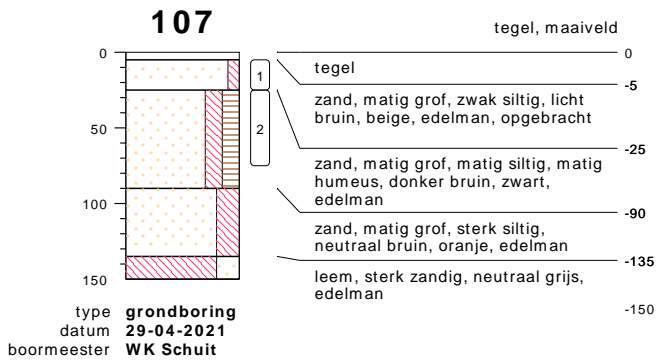 107
tegel, maaiveld
0
50
100
150
1
2
0
tegel
-5
zand, matig grof, zwak siltig, licht
bruin, beige, edelman, opgebracht
-25
zand, matig grof, matig siltig, matig
humeus, donker bruin, zwart,
edelman
-90
zand, matig grof, sterk siltig,
neutraal bruin, oranje, edelman
-135
leem, sterk zandig, neutraal grijs,
edelman
-150
type grondboring
datum 29-04-2021
boormeester WK Schuit